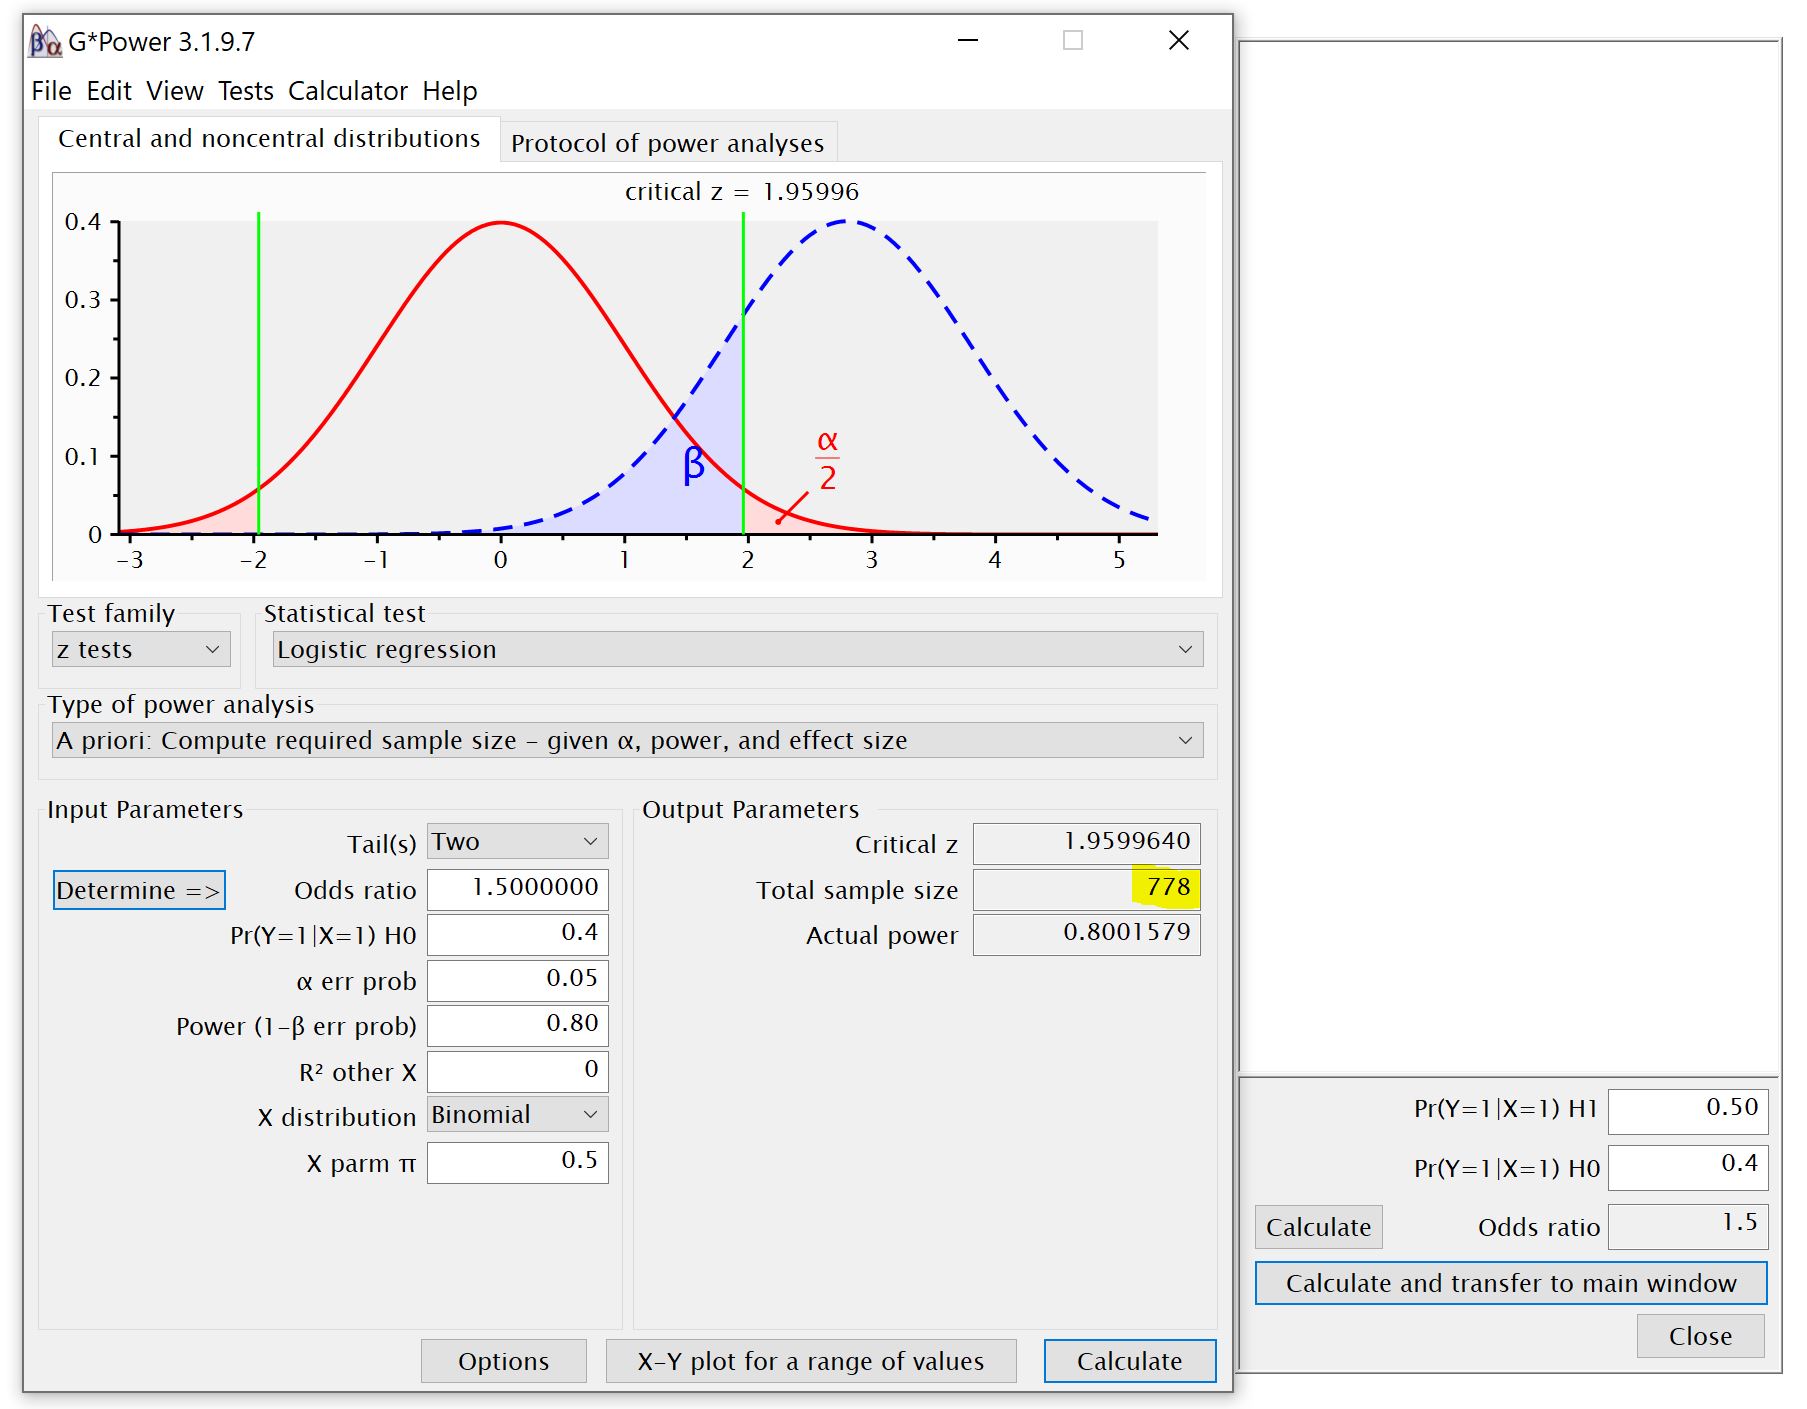 G*Power 3.1.9.7
File Edit View Tests Calculator Help
Central and noncentral distributions
Protocol of power analyses
critical z = 1.95996
0.4
0.3
0.2
0.1
0
β
α
2
-3 -2 -1 0 1 2 3 4 5
Test family
Statistical test
z tests
Logistic regression
Type of power analysis
A priori: Compute required sample size – given α, power, and effect size
Input Parameters
Tail(s) Two
Determine => Odds ratio 1.5000000
Pr(Y=1|X=1) H0 0.4
α err prob 0.05
Power (1-β err prob) 0.80
R² other X 0
X distribution Binomial
X parm π 0.5
Output Parameters
Critical z 1.9599640
Total sample size 778
Actual power 0.8001579
Options
X-Y plot for a range of values
Calculate
Pr(Y=1|X=1) H1 0.50
Pr(Y=1|X=1) H0 0.4
Calculate Odds ratio 1.5
Calculate and transfer to main window
Close